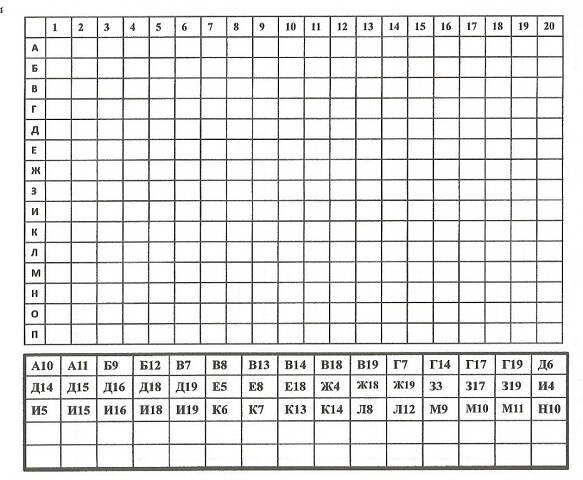 1 2 3 4 5 6 7 8 9 10 11 12 13 14 15 16 17 18 19 20
А
Б
В
Г
Д
Е
Ж
З
И
К
Л
М
Н
О
П
А10 А11 Б9 Б12 В7 В8 В13 В14 В18 В19 Г7 Г14 Г17 Г19 Д6
Д14 Д15 Д16 Д18 Д19 Е5 Е8 Е18 Ж4 Ж18 Ж19 З3 З17 З19 И4
И5 И15 И16 И18 И19 К6 К7 К13 К14 Л8 Л12 М9 М10 М11 Н10